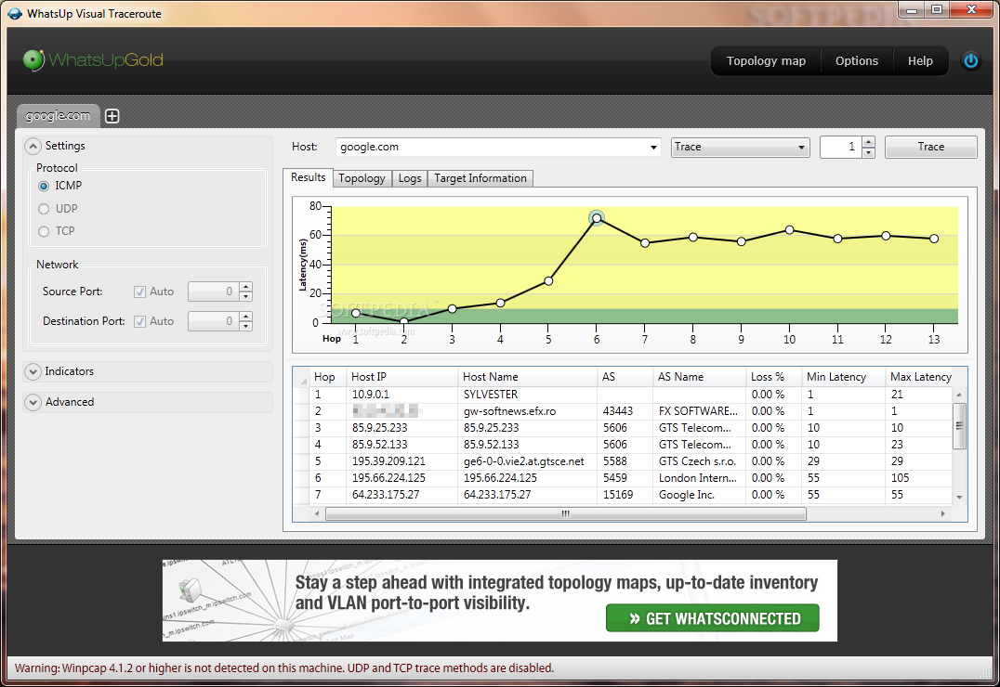 WhatsUp Visual Traceroute
SOFTPEDIA
WhatsUpGold
Topology map Options Help
google.com
Settings
Protocol
ICMP
UDP
TCP
Network
Source Port: Auto 0
Destination Port: Auto 0
Indicators
Advanced
Host: google.com Trace 1 Trace
Results Topology Logs Target Information
Latency(ms)
80
60
40
20
0
SOFTPEDIA
www.softpedia.com
Hop 1 2 3 4 5 6 7 8 9 10 11 12 13
Hop Host IP Host Name AS AS Name Loss % Min Latency Max Latency
1 10.9.0.1 SYLVESTER 0.00 % 1 21
2 gw-softnews.efx.ro 43443 FX SOFTWARE... 0.00 % 1 1
3 85.9.25.233 85.9.25.233 5606 GTS Telecom... 0.00 % 10 10
4 85.9.52.133 85.9.52.133 5606 GTS Telecom... 0.00 % 10 23
5 195.39.209.121 ge6-0-0.vie2.at.gtsce.net 5588 GTS Czech s.r.o. 0.00 % 29 29
6 195.66.224.125 195.66.224.125 5459 London Intern... 0.00 % 55 105
7 64.233.175.27 64.233.175.27 15169 Google Inc. 0.00 % 55 55
Stay a step ahead with integrated topology maps, up-to-date inventory
and VLAN port-to-port visibility.
» GET WHATSCONNECTED
Warning: Winpcap 4.1.2 or higher is not detected on this machine. UDP and TCP trace methods are disabled.